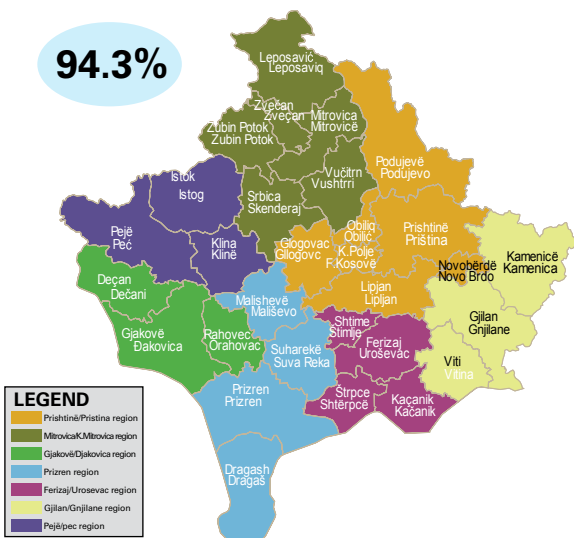 94.3%
Leposavić
Leposaviq
Zvečan
Zveçan
Mitrovica
Mitrovicë
Zubin Potok
Zubin Potok
Podujevë
Podujevo
Vučitrn
Vushtrri
Istok
Istog
Srbica
Skenderaj
Pejë
Peć
Klina
Klinë
Glogovac
Gllogovc
Obiliq
Obilić
K.Polje
F.Kosovë
Prishtinë
Priština
Kamenicë
Kamenica
Novobërdë
Novo Brdo
Deçan
Dečani
Malishevë
Mališevo
Lipjan
Lipljan
Gjilan
Gnjilane
Gjakovë
Đakovica
Rahovec
Orahovac
Shtime
Štimlje
Ferizaj
Uroševac
Suharekë
Suva Reka
Viti
Vitina
Prizren
Prizren
Štrpce
Shtërpcë
Kaçanik
Kačanik
Dragash
Dragaš
LEGEND
Prishtinë/Pristina region
Mitrovica/K.Mitrovica region
Gjakovë/Djakovica region
Prizren region
Ferizaj/Urosevac region
Gjilan/Gnjilane region
Pejë/pec region